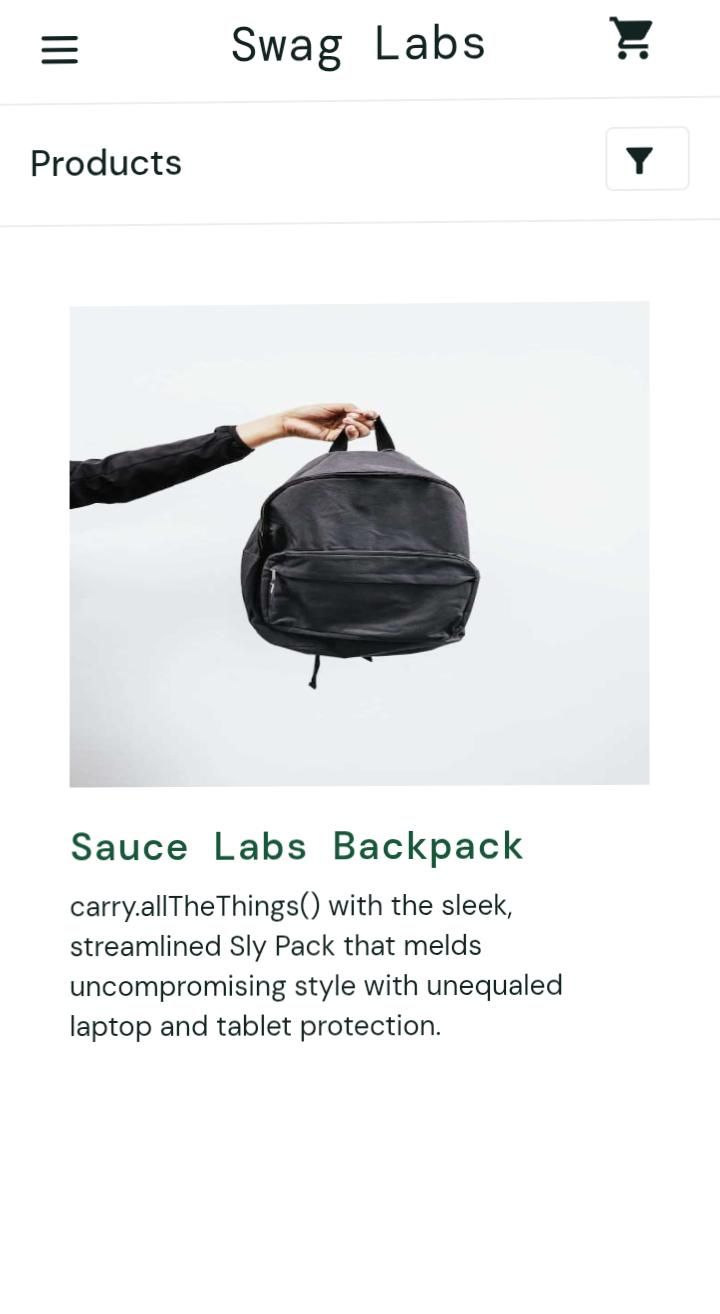 Swag Labs
Products
Sauce Labs Backpack
carry.allTheThings() with the sleek,
streamlined Sly Pack that melds
uncompromising style with unequaled
laptop and tablet protection.